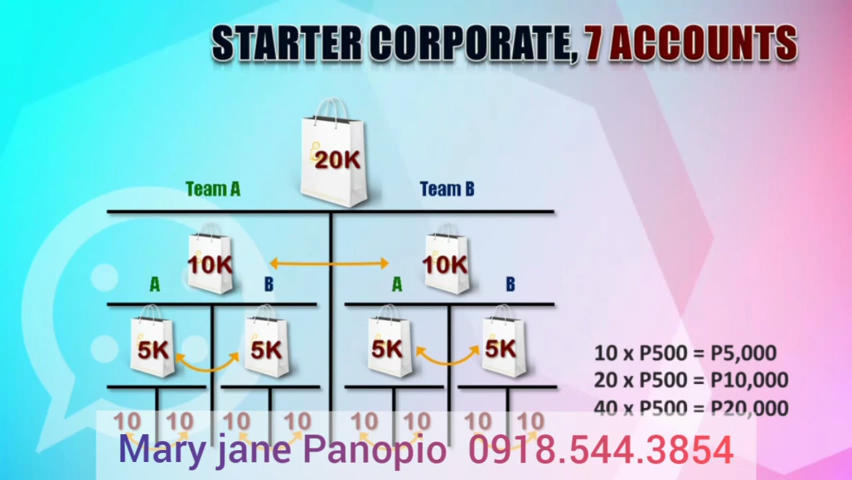 STARTER CORPORATE, 7 ACCOUNTS
20K
Team A Team B
10K 10K
A B A B
5K 5K 5K 5K
10 x P500 = P5,000
20 x P500 = P10,000
40 x P500 = P20,000
10 10 10 10 10 10 10 10
Mary jane Panopio 0918.544.3854